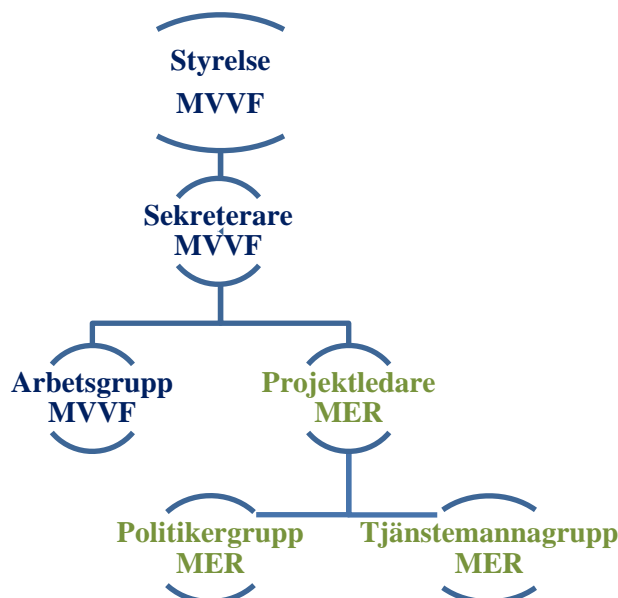 Styrelse
MVVF
Sekreterare
MVVF
Arbetsgrupp
MVVF
Projektledare
MER
Politikergrupp
MER
Tjänstemannagrupp
MER